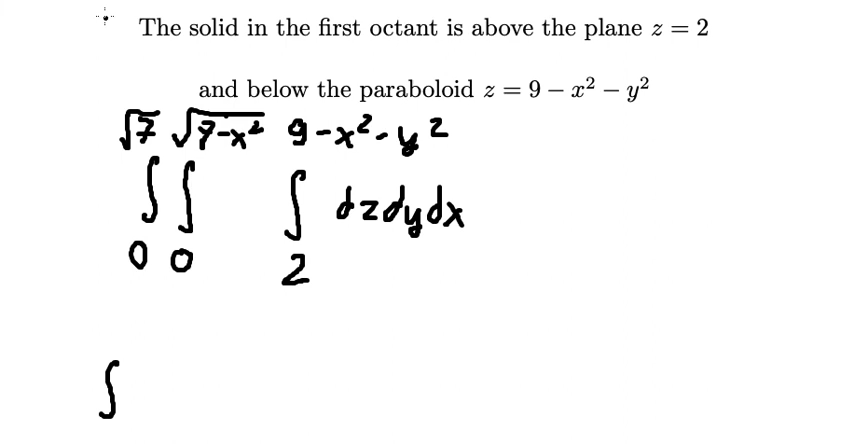 The solid in the first octant is above the plane z = 2
and below the paraboloid z = 9 − x² − y²
√7 √7-x² 9-x²-y²
∫ ∫ ∫ dzdydx
0 0 2
∫